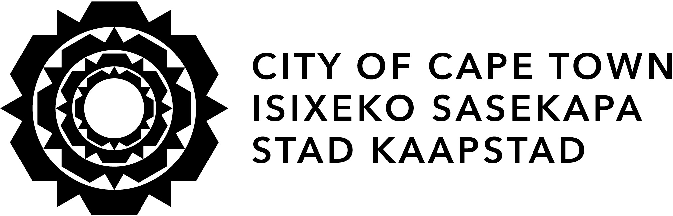 CITY OF CAPE TOWN
ISIXEKO SASEKAPA
STAD KAAPSTAD